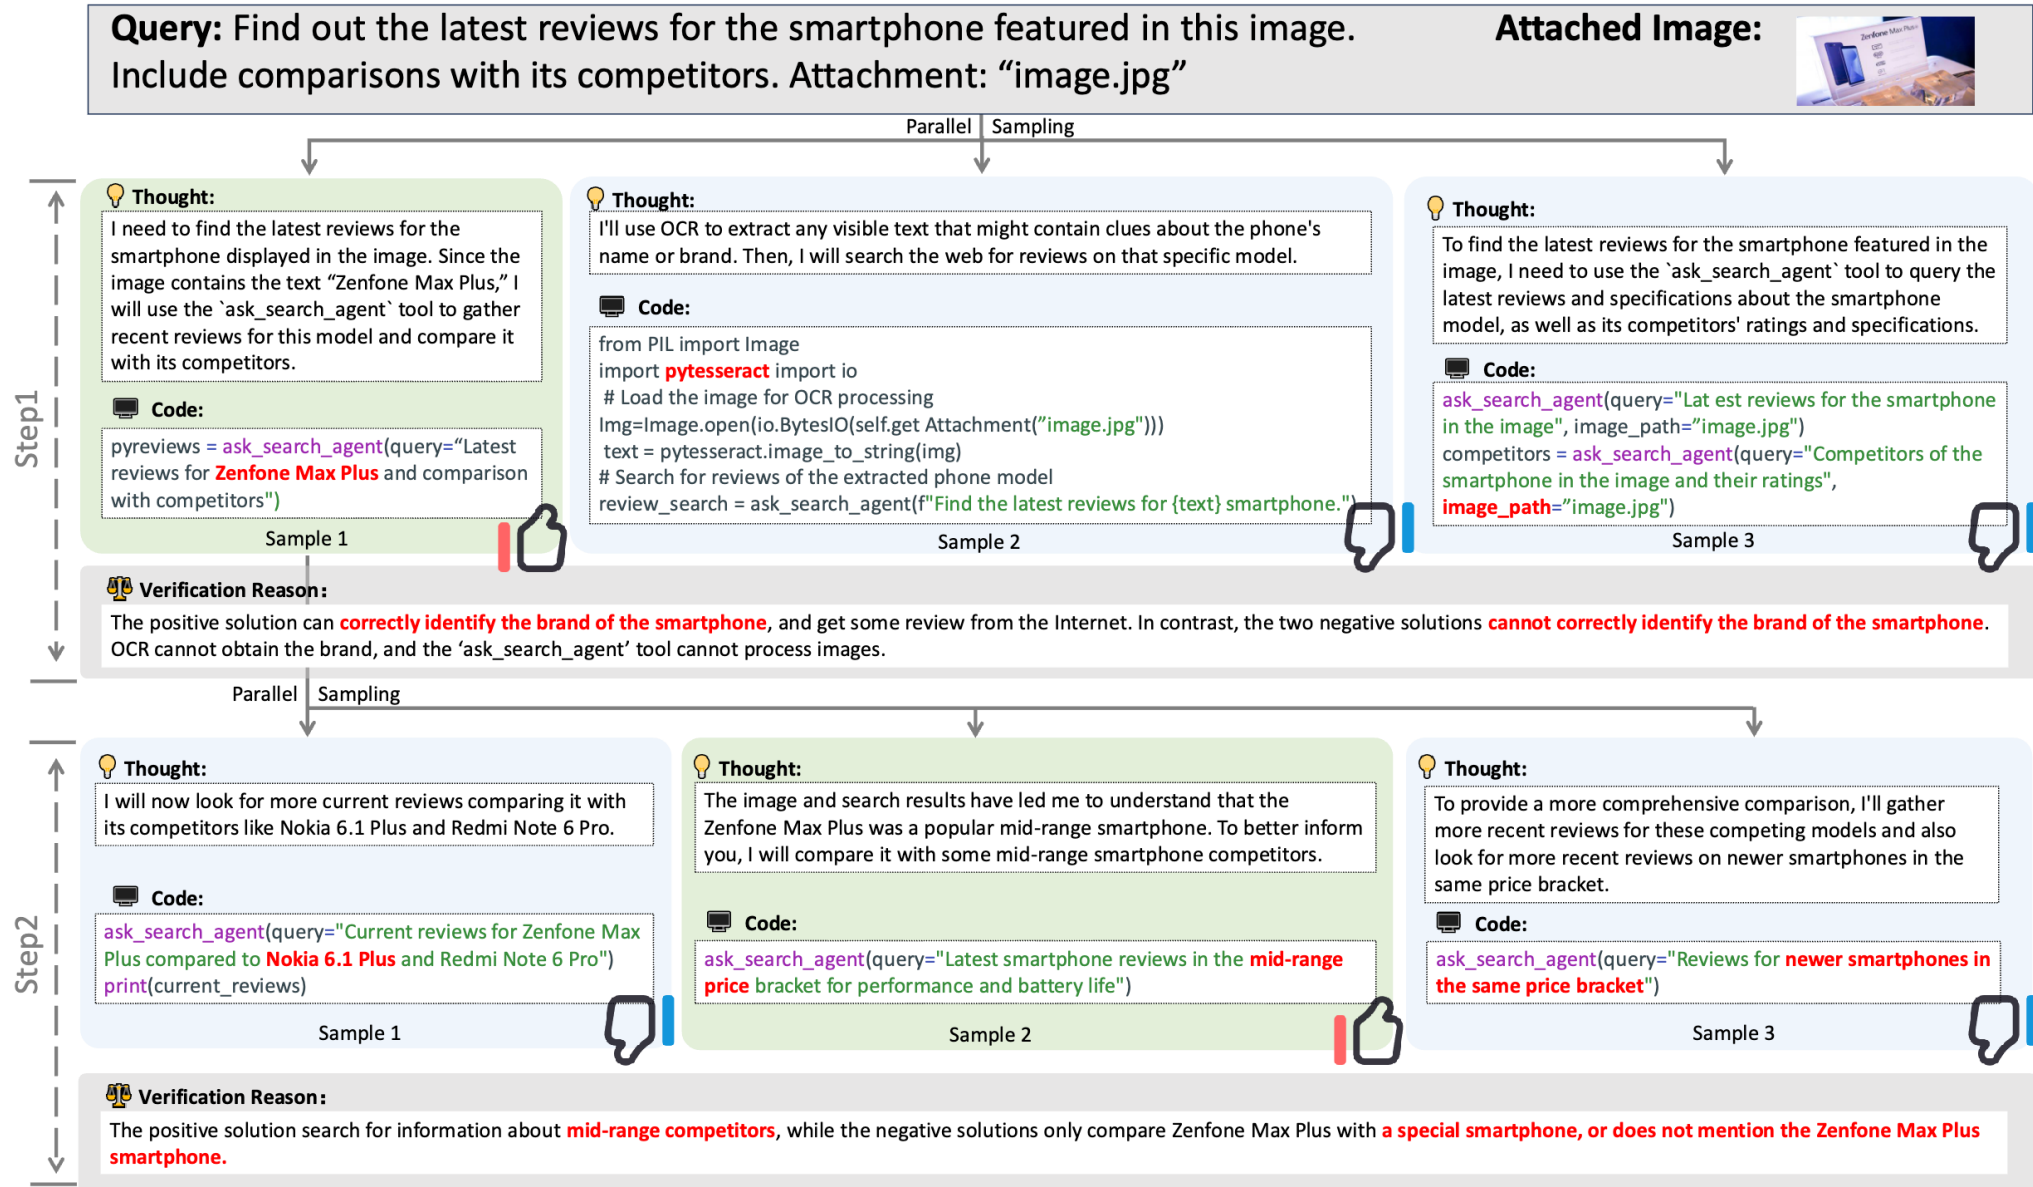 Query: Find out the latest reviews for the smartphone featured in this image.
Include comparisons with its competitors. Attachment: “image.jpg”
Attached Image:
Zenfone Max Plus
Parallel Sampling
Step1
Thought:
I need to find the latest reviews for the
smartphone displayed in the image. Since the
image contains the text “Zenfone Max Plus,” I
will use the `ask_search_agent` tool to gather
recent reviews for this model and compare it
with its competitors.
Code:
pyreviews = ask_search_agent(query=“Latest
reviews for Zenfone Max Plus and comparison
with competitors")
Sample 1
Thought:
I'll use OCR to extract any visible text that might contain clues about the phone's
name or brand. Then, I will search the web for reviews on that specific model.
Code:
from PIL import Image
import pytesseract import io
# Load the image for OCR processing
Img=Image.open(io.BytesIO(self.get Attachment(”image.jpg")))
text = pytesseract.image_to_string(img)
# Search for reviews of the extracted phone model
review_search = ask_search_agent(f"Find the latest reviews for {text} smartphone.")
Sample 2
Thought:
To find the latest reviews for the smartphone featured in the
image, I need to use the `ask_search_agent` tool to query the
latest reviews and specifications about the smartphone
model, as well as its competitors' ratings and specifications.
Code:
ask_search_agent(query="Lat est reviews for the smartphone
in the image", image_path=”image.jpg")
competitors = ask_search_agent(query="Competitors of the
smartphone in the image and their ratings",
image_path=”image.jpg")
Sample 3
Verification Reason:
The positive solution can correctly identify the brand of the smartphone, and get some review from the Internet. In contrast, the two negative solutions cannot correctly identify the brand of the smartphone.
OCR cannot obtain the brand, and the ‘ask_search_agent’ tool cannot process images.
Parallel Sampling
Step2
Thought:
I will now look for more current reviews comparing it with
its competitors like Nokia 6.1 Plus and Redmi Note 6 Pro.
Code:
ask_search_agent(query="Current reviews for Zenfone Max
Plus compared to Nokia 6.1 Plus and Redmi Note 6 Pro")
print(current_reviews)
Sample 1
Thought:
The image and search results have led me to understand that the
Zenfone Max Plus was a popular mid-range smartphone. To better inform
you, I will compare it with some mid-range smartphone competitors.
Code:
ask_search_agent(query="Latest smartphone reviews in the mid-range
price bracket for performance and battery life")
Sample 2
Thought:
To provide a more comprehensive comparison, I'll gather
more recent reviews for these competing models and also
look for more recent reviews on newer smartphones in the
same price bracket.
Code:
ask_search_agent(query="Reviews for newer smartphones in
the same price bracket")
Sample 3
Verification Reason:
The positive solution search for information about mid-range competitors, while the negative solutions only compare Zenfone Max Plus with a special smartphone, or does not mention the Zenfone Max Plus
smartphone.